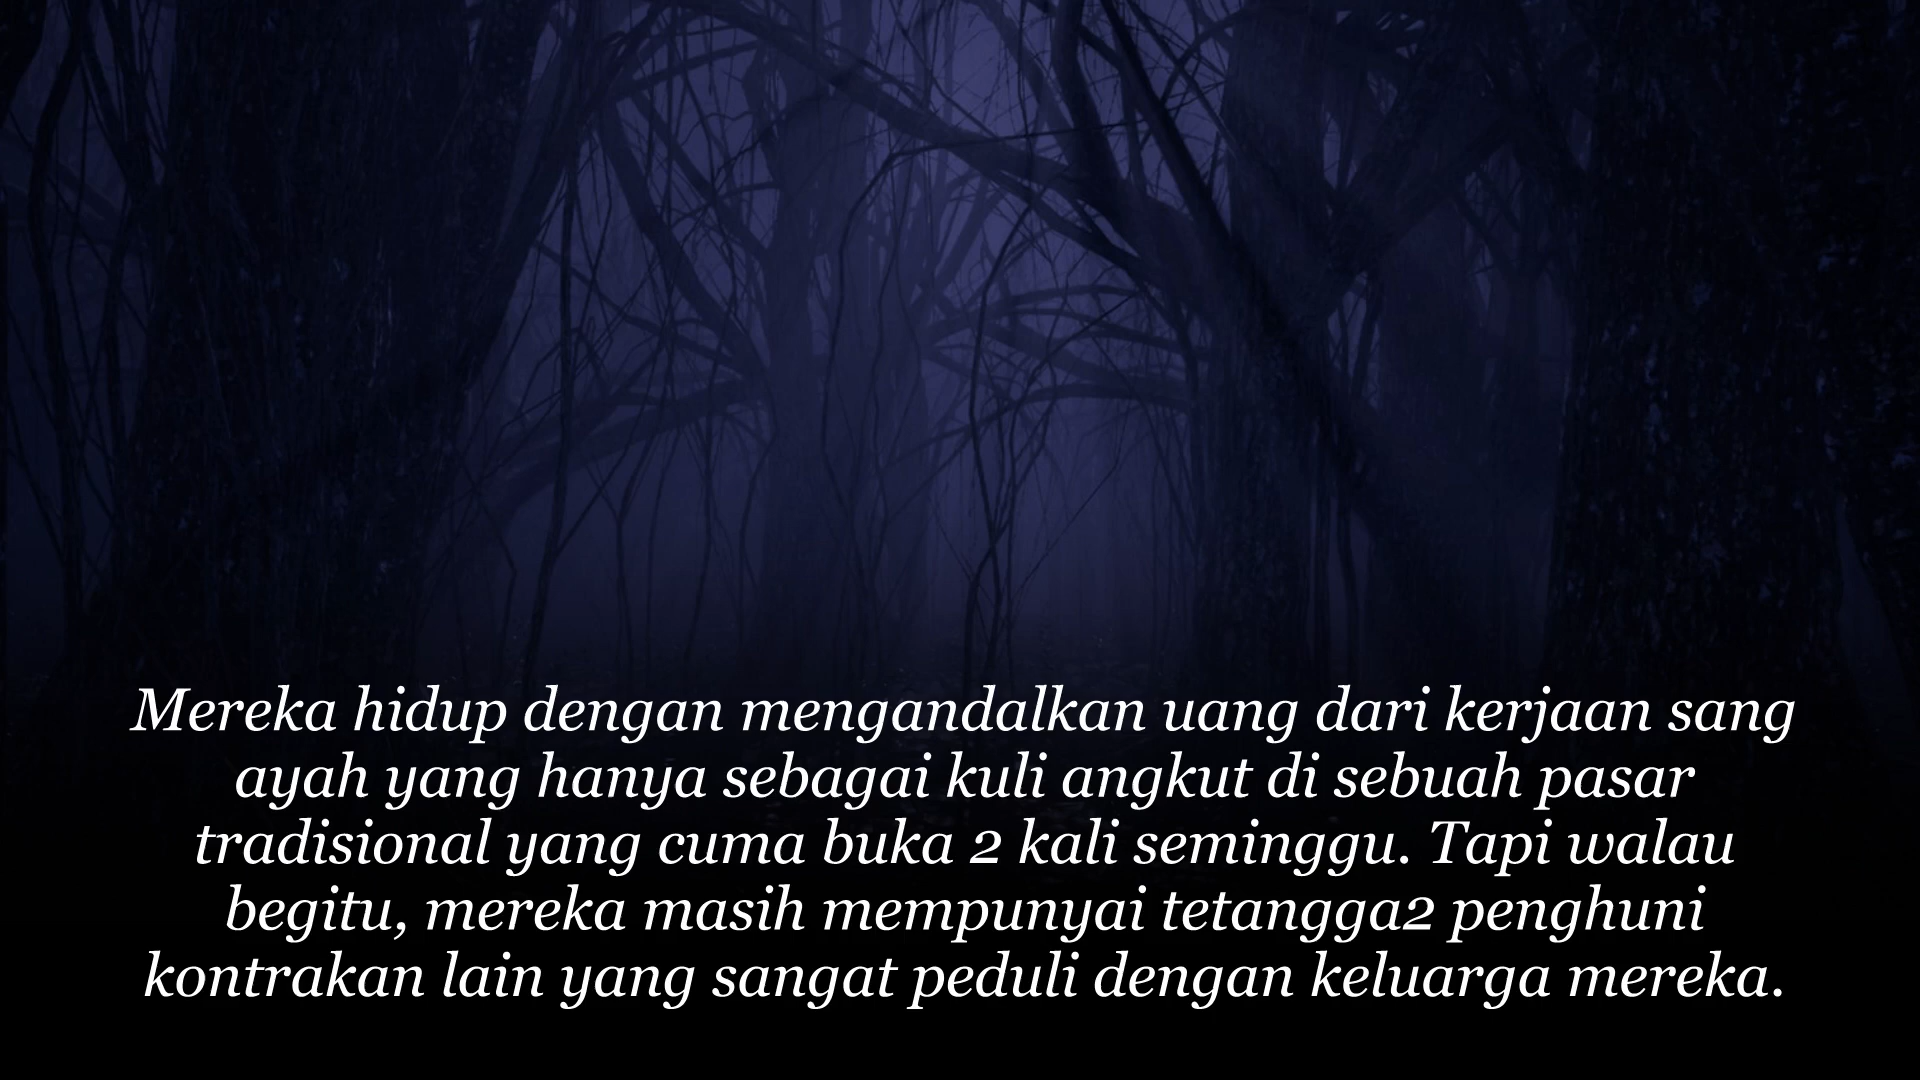 Mereka hidup dengan mengandalkan uang dari kerjaan sang
ayah yang hanya sebagai kuli angkut di sebuah pasar
tradisional yang cuma buka 2 kali seminggu. Tapi walau
begitu, mereka masih mempunyai tetangga2 penghuni
kontrakan lain yang sangat peduli dengan keluarga mereka.